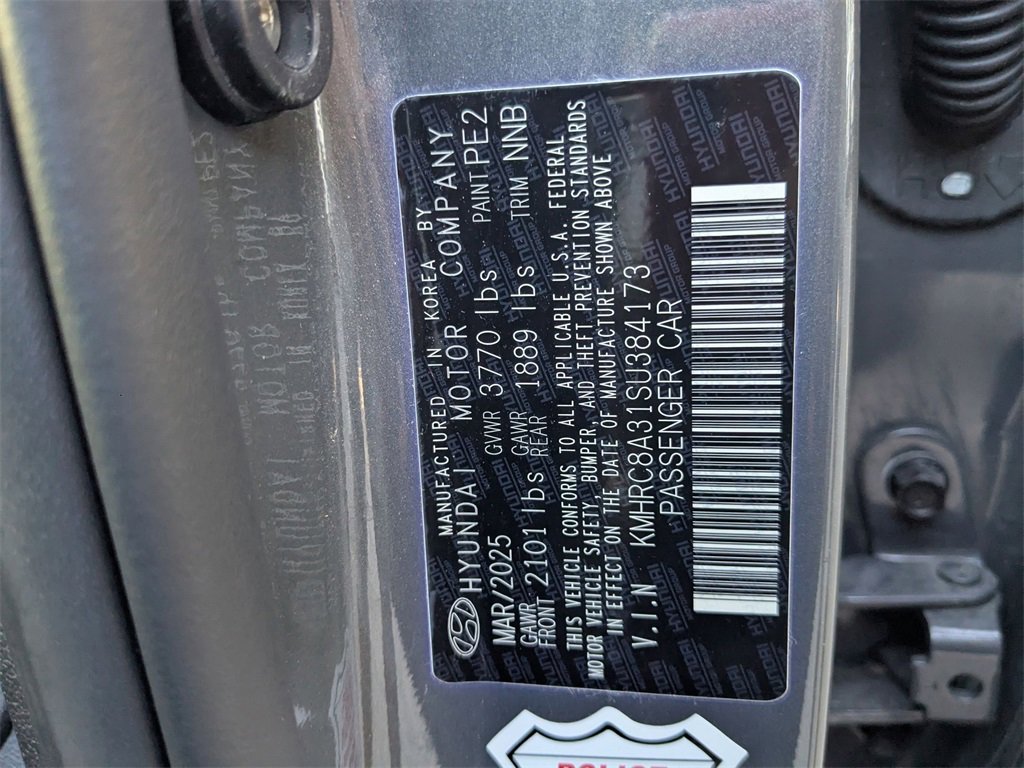 MANUFACTURED IN KOREA BY
HYUNDAI MOTOR COMPANY
MAR/2025 GVWR 3770 lbs PAINT PE2
GAWR FRONT 2101 lbs GAWR REAR 1889 lbs TRIM NNB
THIS VEHICLE CONFORMS TO ALL APPLICABLE U.S.A. FEDERAL
MOTOR VEHICLE SAFETY, BUMPER, AND THEFT PREVENTION STANDARDS
IN EFFECT ON THE DATE OF MANUFACTURE SHOWN ABOVE
V.I.N KMHRC8A31SU384173
PASSENGER CAR
POLICE